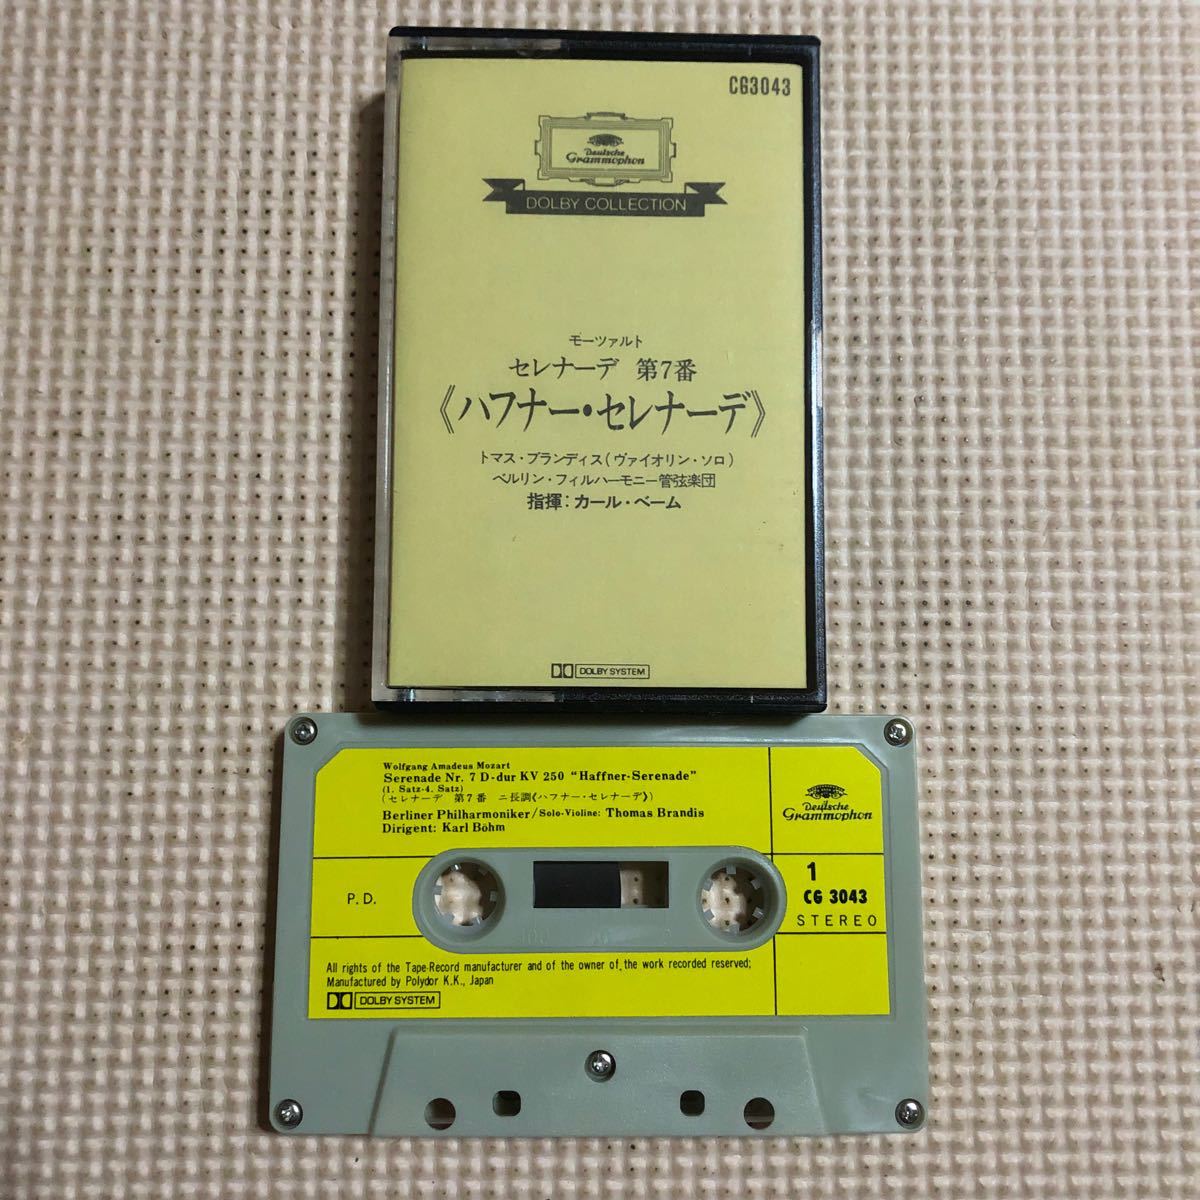 CG3043
Deutsche
Grammophon
DOLBY COLLECTION
モーツァルト
セレナーデ 第7番
《ハフナー・セレナーデ》
トマス・ブランディス(ヴァイオリン・ソロ)
ベルリン・フィルハーモニー管弦楽団
指揮: カール・ベーム
DOLBY SYSTEM
Wolfgang Amadeus Mozart
Serenade Nr. 7 D-dur KV 250 "Haffner-Serenade"
(1. Satz-4. Satz)
(セレナーデ 第7番 ニ長調《ハフナー・セレナーデ》)
Berliner Philharmoniker/Solo-Violine: Thomas Brandis
Dirigent: Karl Böhm
Deutsche
Grammophon
P. D.
1
CG 3043
STEREO
100 50 0
All rights of the Tape-Record manufacturer and of the owner of the work recorded reserved;
Manufactured by Polydor K.K., Japan
DOLBY SYSTEM